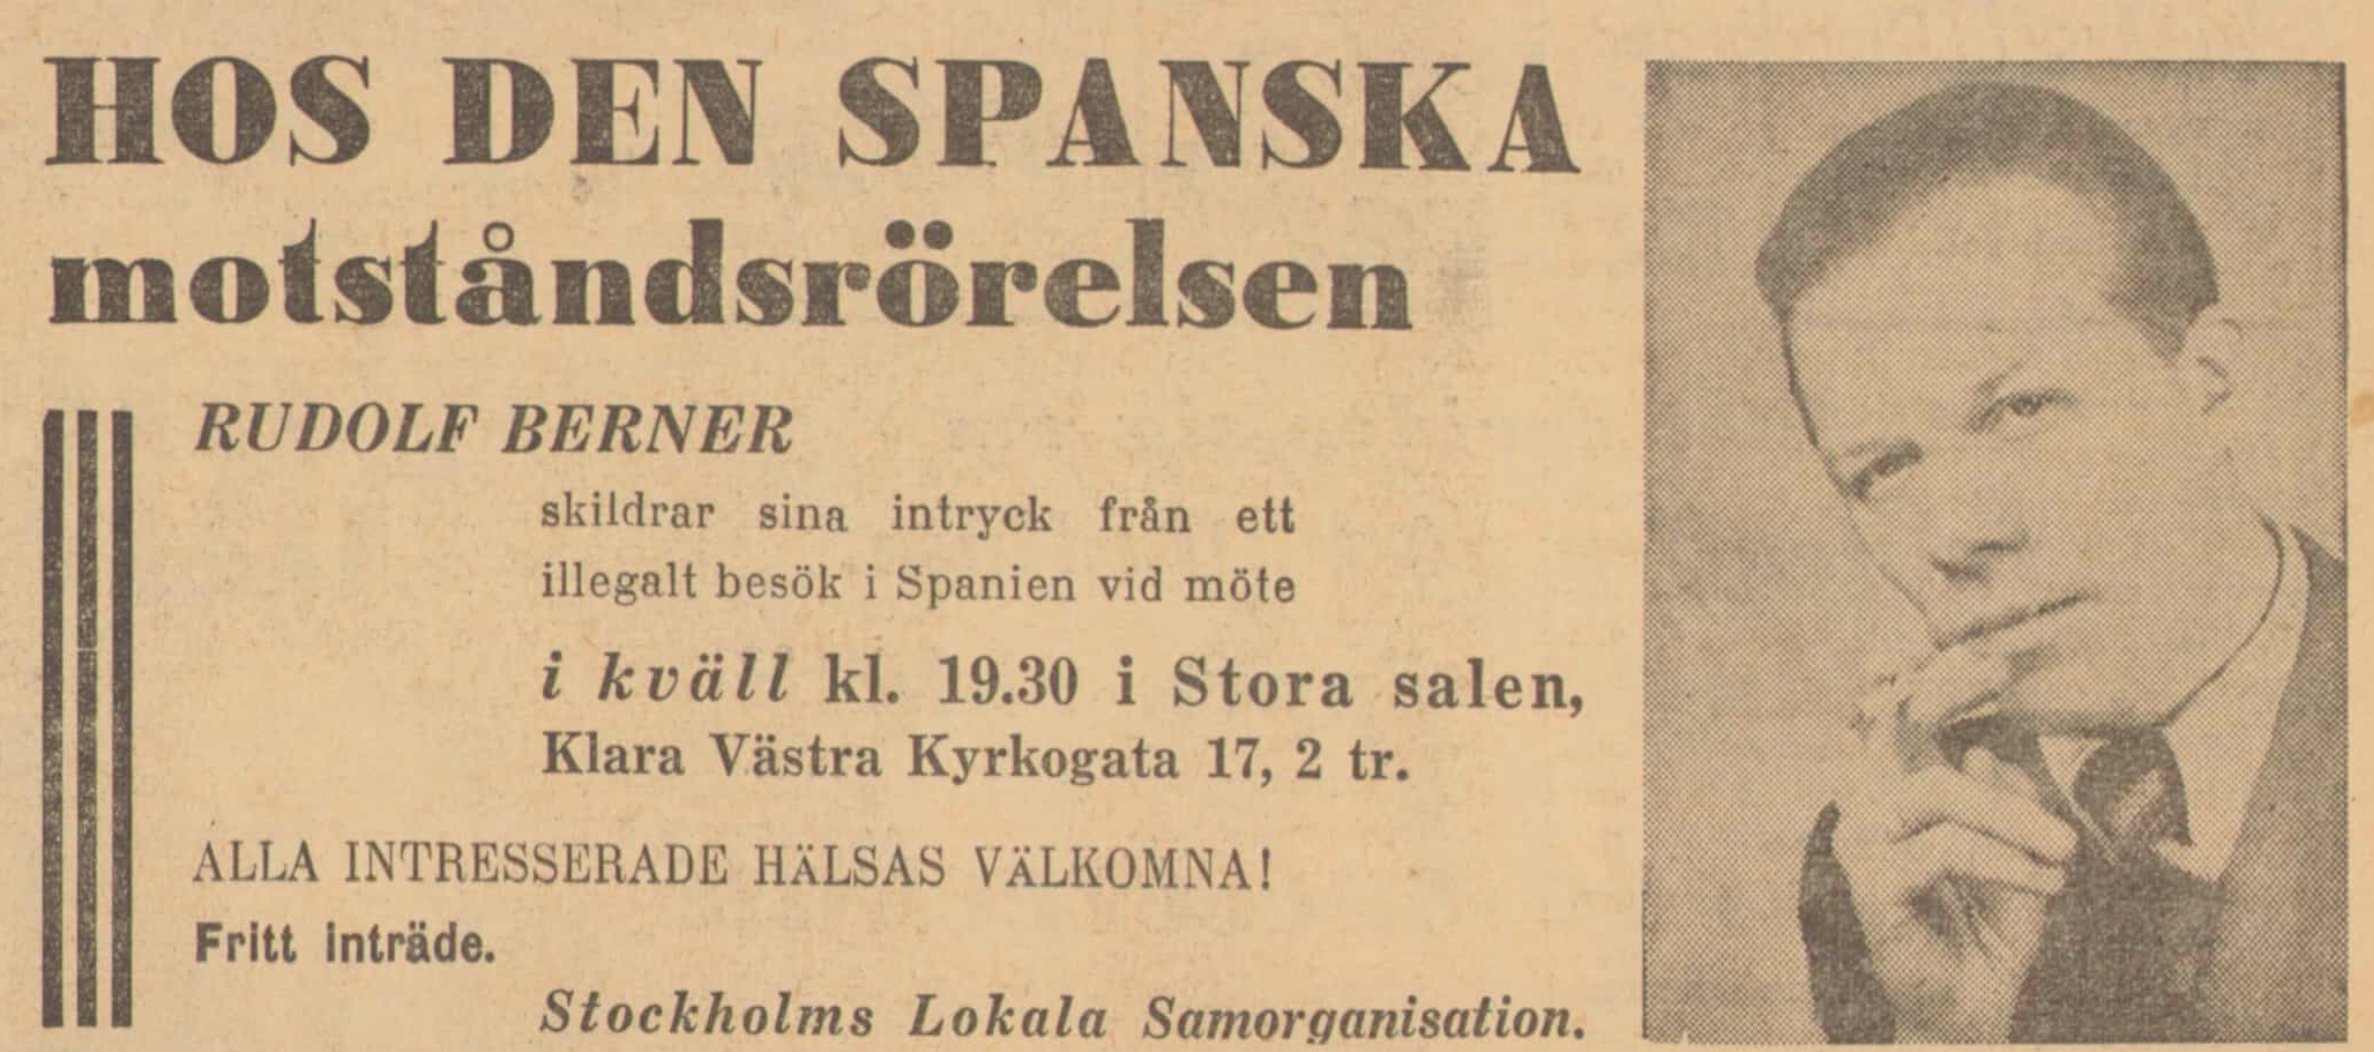 HOS DEN SPANSKA
motståndsrörelsen
RUDOLF BERNER
skildrar sina intryck från ett
illegalt besök i Spanien vid möte
i kväll kl. 19.30 i Stora salen,
Klara Västra Kyrkogata 17, 2 tr.
ALLA INTRESSERADE HÄLSAS VÄLKOMNA!
Fritt inträde.
Stockholms Lokala Samorganisation.